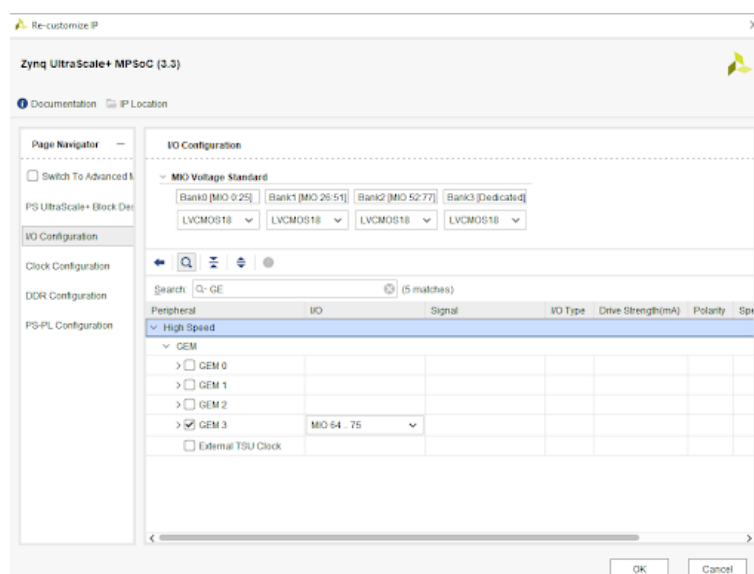 Re-customize IP
Zynq UltraScale+ MPSoC (3.3)
Documentation IP Location
Page Navigator
Switch To Advanced M
PS UltraScale+ Block Des
I/O Configuration
Clock Configuration
DDR Configuration
PS-PL Configuration
I/O Configuration
MIO Voltage Standard
Bank0 [MIO 0:25] Bank1 [MIO 26:51] Bank2 [MIO 52:77] Bank3 [Dedicated]
LVCMOS18 LVCMOS18 LVCMOS18 LVCMOS18
Search: Q- GE (5 matches)
Peripheral I/O Signal I/O Type Drive Strength(mA) Polarity Spe
High Speed
GEM
GEM 0
GEM 1
GEM 2
GEM 3 MIO 64 .. 75
External TSU Clock
OK Cancel